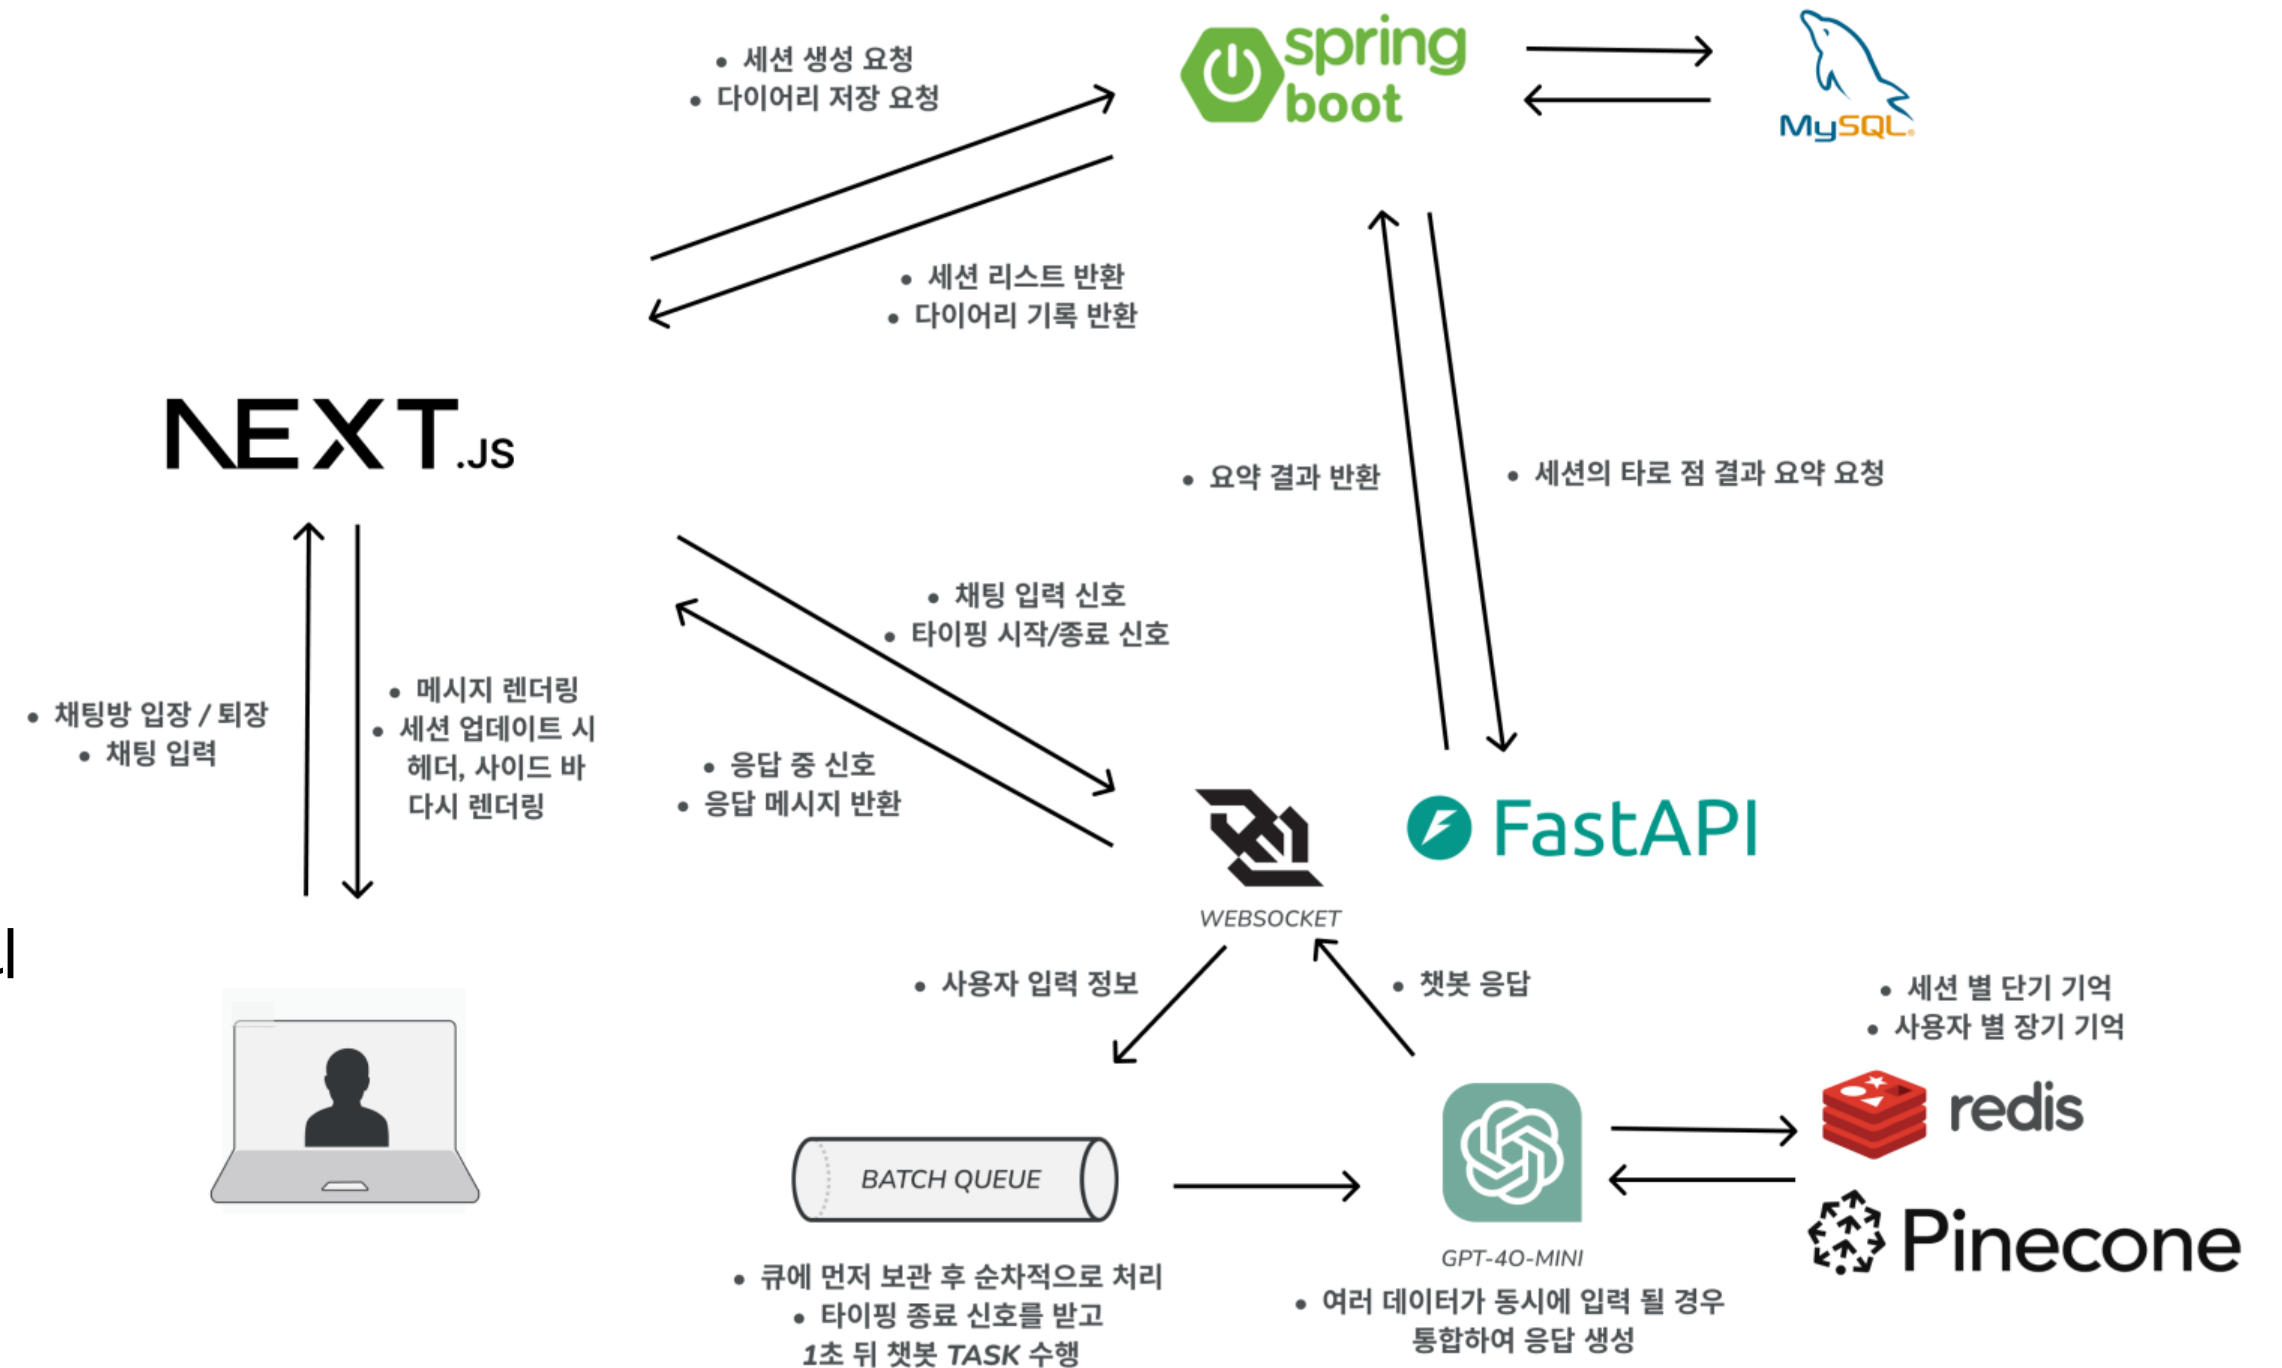 • 세션 생성 요청
• 다이어리 저장 요청
spring
boot
MySQL
• 세션 리스트 반환
• 다이어리 기록 반환
NEXT.JS
• 요약 결과 반환
• 세션의 타로 점 결과 요약 요청
• 채팅 입력 신호
• 타이핑 시작/종료 신호
• 채팅방 입장 / 퇴장
• 채팅 입력
• 메시지 렌더링
• 세션 업데이트 시
헤더, 사이드 바
다시 렌더링
• 응답 중 신호
• 응답 메시지 반환
WEBSOCKET
FastAPI
• 사용자 입력 정보
• 챗봇 응답
• 세션 별 단기 기억
• 사용자 별 장기 기억
redis
Pinecone
BATCH QUEUE
• 큐에 먼저 보관 후 순차적으로 처리
• 타이핑 종료 신호를 받고
1초 뒤 챗봇 TASK 수행
GPT-4O-MINI
• 여러 데이터가 동시에 입력 될 경우
통합하여 응답 생성